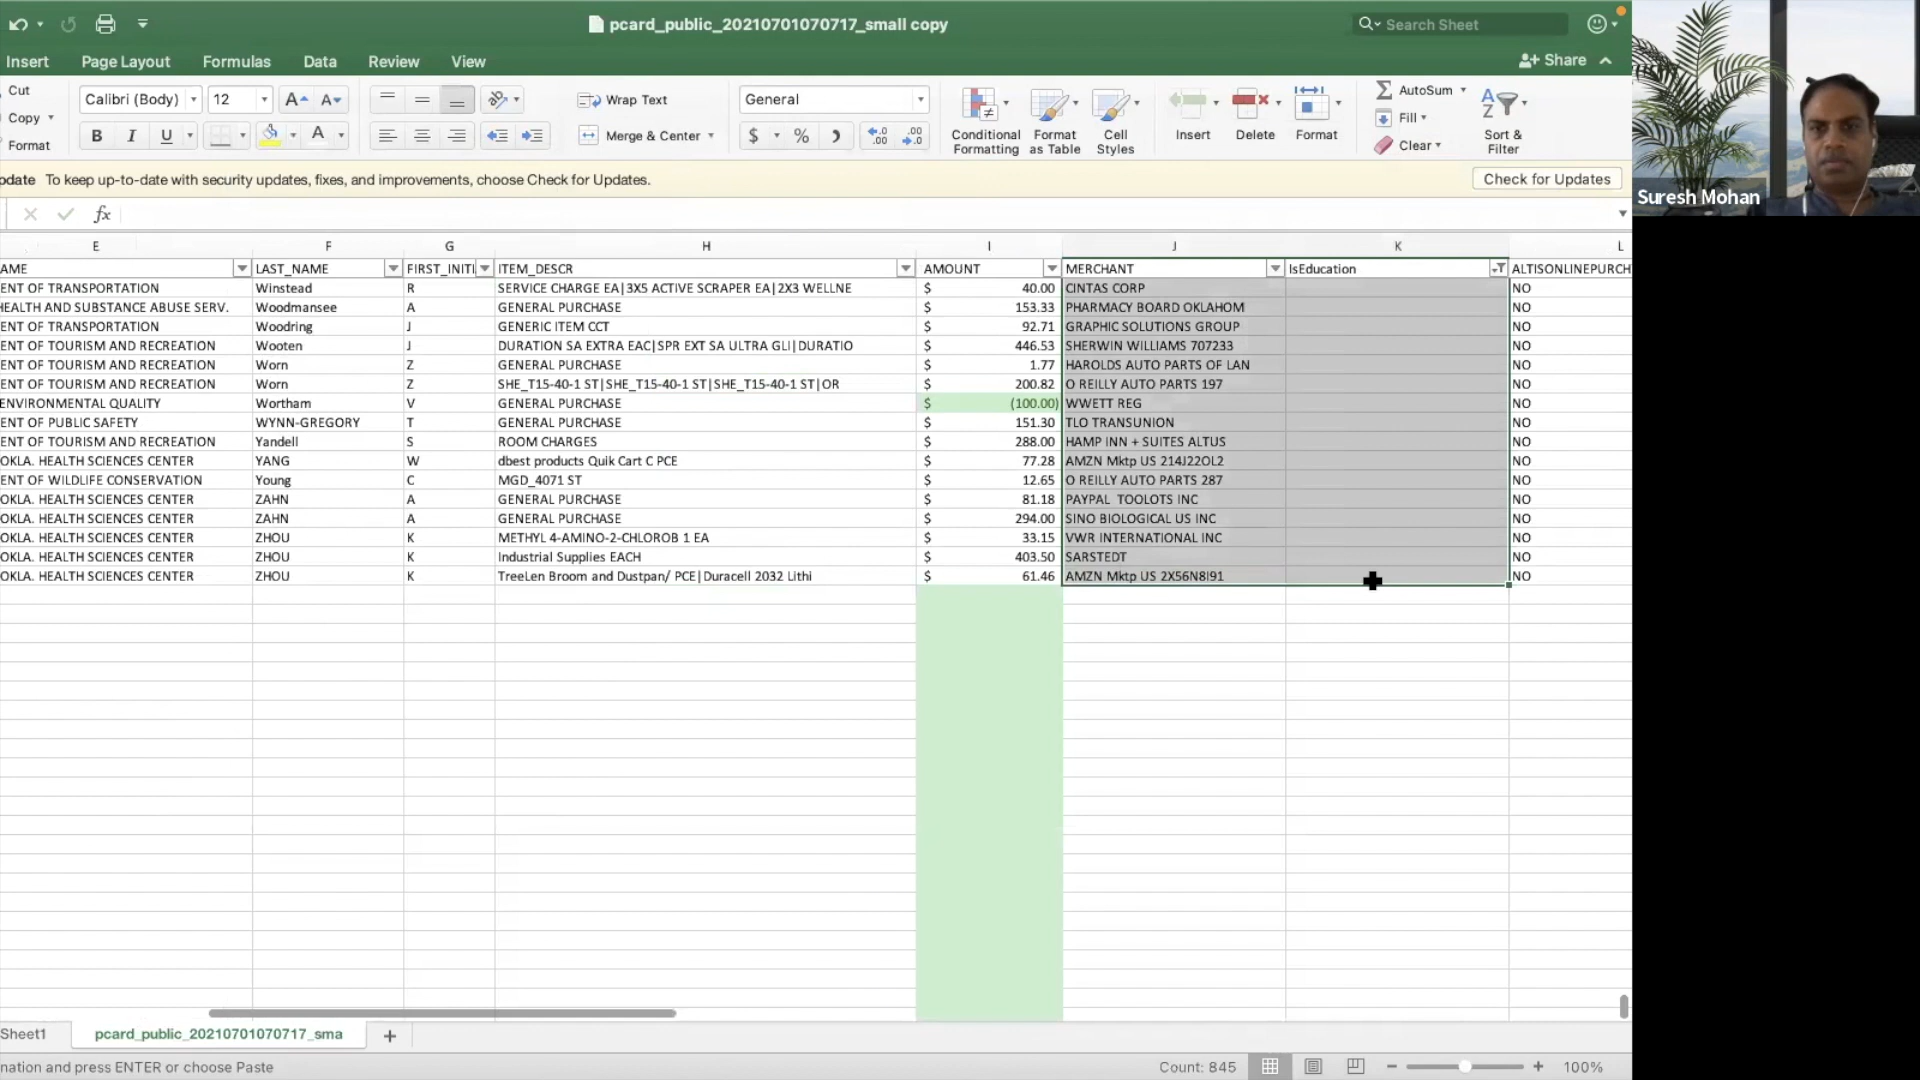 pcard_public_20210701070717_small copy
Search Sheet
Insert Page Layout Formulas Data Review View
Share
Cut
Copy
Format
Calibri (Body) 12
A A
B I U A
Wrap Text
Merge & Center
General
$ % )
.00
.00
Conditional Formatting
Format as Table
Cell Styles
Insert
Delete
Format
AutoSum
Fill
Clear
Sort & Filter
pdate To keep up-to-date with security updates, fixes, and improvements, choose Check for Updates.
Check for Updates
Suresh Mohan
fx
E F G H I J K L
AME LAST_NAME FIRST_INITI ITEM_DESCR AMOUNT MERCHANT IsEducation ALTISONLINEPURCH
ENT OF TRANSPORTATION Winstead R SERVICE CHARGE EA|3X5 ACTIVE SCRAPER EA|2X3 WELLNE $ 40.00 CINTAS CORP NO
HEALTH AND SUBSTANCE ABUSE SERV. Woodmansee A GENERAL PURCHASE $ 153.33 PHARMACY BOARD OKLAHOM NO
ENT OF TRANSPORTATION Woodring J GENERIC ITEM CCT $ 92.71 GRAPHIC SOLUTIONS GROUP NO
ENT OF TOURISM AND RECREATION Wooten J DURATION SA EXTRA EAC|SPR EXT SA ULTRA GLI|DURATIO $ 446.53 SHERWIN WILLIAMS 707233 NO
ENT OF TOURISM AND RECREATION Worn Z GENERAL PURCHASE $ 1.77 HAROLDS AUTO PARTS OF LAN NO
ENT OF TOURISM AND RECREATION Worn Z SHE_T15-40-1 ST|SHE_T15-40-1 ST|SHE_T15-40-1 ST|OR $ 200.82 O REILLY AUTO PARTS 197 NO
ENVIRONMENTAL QUALITY Wortham V GENERAL PURCHASE $ (100.00) WWETT REG NO
ENT OF PUBLIC SAFETY WYNN-GREGORY T GENERAL PURCHASE $ 151.30 TLO TRANSUNION NO
ENT OF TOURISM AND RECREATION Yandell S ROOM CHARGES $ 288.00 HAMP INN + SUITES ALTUS NO
OKLA. HEALTH SCIENCES CENTER YANG W dbest products Quik Cart C PCE $ 77.28 AMZN Mktp US 214J22OL2 NO
ENT OF WILDLIFE CONSERVATION Young C MGD_4071 ST $ 12.65 O REILLY AUTO PARTS 287 NO
OKLA. HEALTH SCIENCES CENTER ZAHN A GENERAL PURCHASE $ 81.18 PAYPAL TOOLOTS INC NO
OKLA. HEALTH SCIENCES CENTER ZAHN A GENERAL PURCHASE $ 294.00 SINO BIOLOGICAL US INC NO
OKLA. HEALTH SCIENCES CENTER ZHOU K METHYL 4-AMINO-2-CHLOROB 1 EA $ 33.15 VWR INTERNATIONAL INC NO
OKLA. HEALTH SCIENCES CENTER ZHOU K Industrial Supplies EACH $ 403.50 SARSTEDT NO
OKLA. HEALTH SCIENCES CENTER ZHOU K TreeLen Broom and Dustpan/ PCE|Duracell 2032 Lithi $ 61.46 AMZN Mktp US 2X56N8I91 NO
Sheet1 pcard_public_20210701070717_sma +
nation and press ENTER or choose Paste
Count: 845
100%